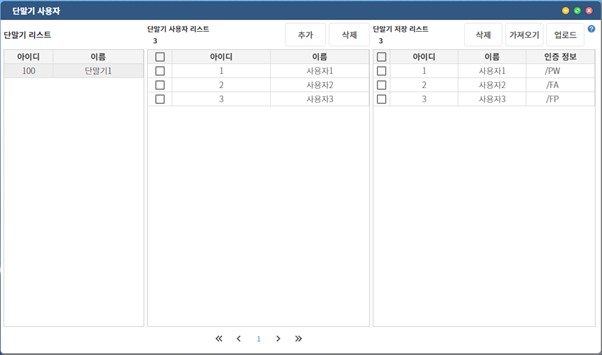 단말기 사용자
단말기 리스트
아이디 이름
100 단말기1
단말기 사용자 리스트
3
추가 삭제
아이디 이름
1 사용자1
2 사용자2
3 사용자3
단말기 저장 리스트
3
삭제 가져오기 업로드
?
아이디 이름 인증 정보
1 사용자1 /PW
2 사용자2 /FA
3 사용자3 /FP
« ‹ 1 › »